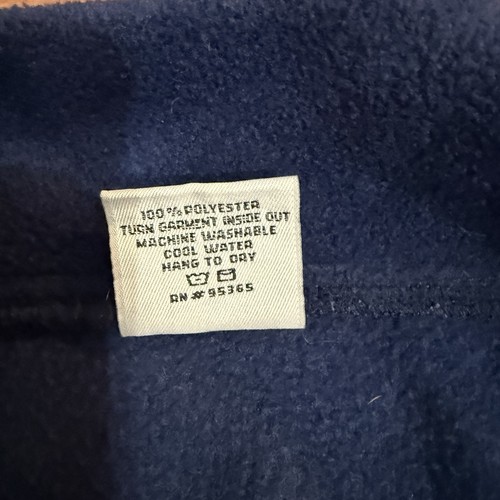 100% POLYESTER
TURN GARMENT INSIDE OUT
MACHINE WASHABLE
COOL WATER
HANG TO DRY
RN # 95365